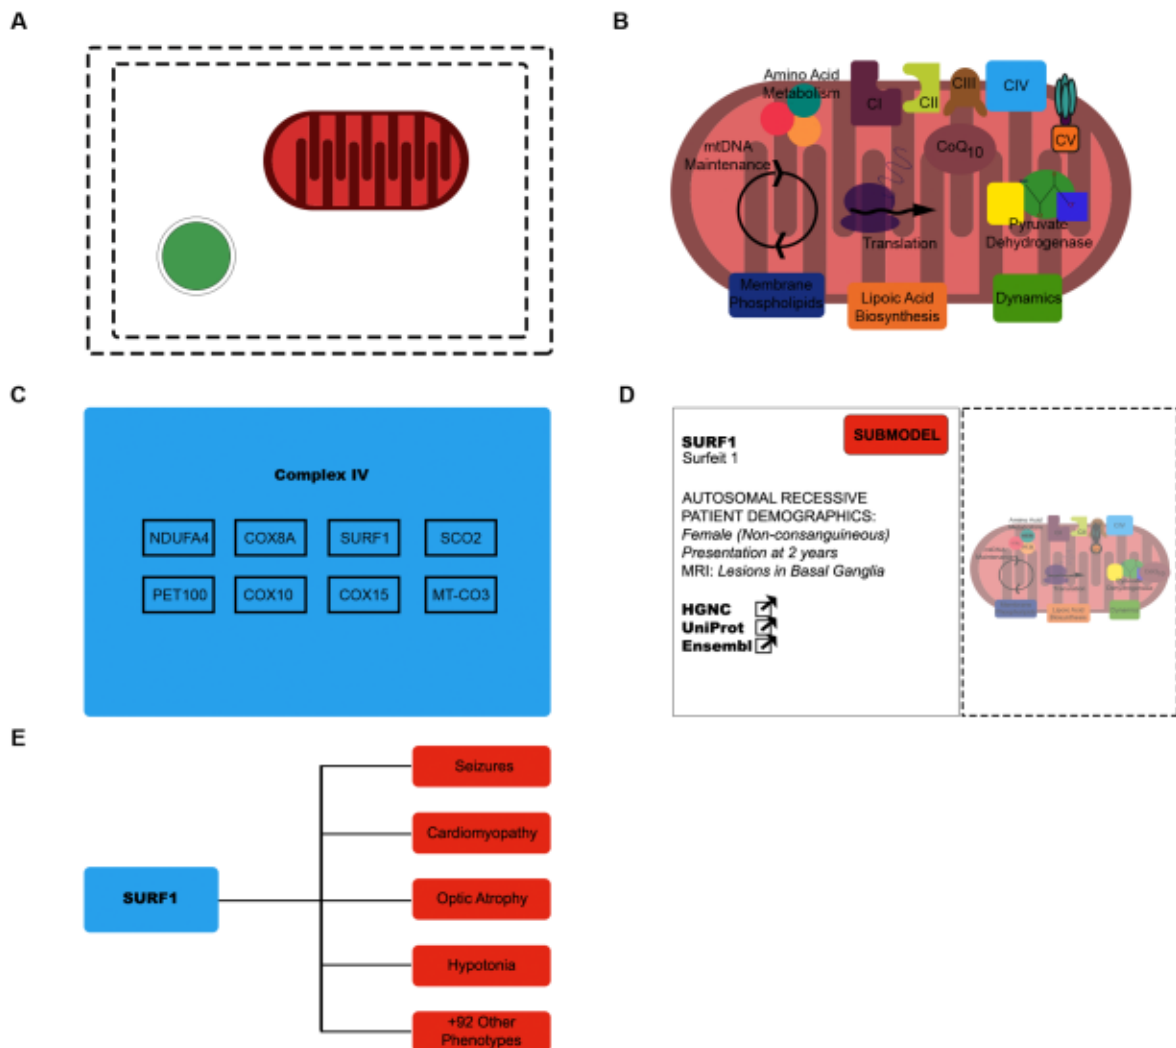 A
B
Amino Acid
Metabolism
CI
CII
CIII
CIV
CV
mtDNA
Maintenance
CoQ10
Translation
Pyruvate
Dehydrogenase
Membrane
Phospholipids
Lipoic Acid
Biosynthesis
Dynamics
C
Complex IV
NDUFA4
COX8A
SURF1
SCO2
PET100
COX10
COX15
MT-CO3
D
SUBMODEL
SURF1
Surfeit 1
AUTOSOMAL RECESSIVE
PATIENT DEMOGRAPHICS:
Female (Non-consanguineous)
Presentation at 2 years
MRI: Lesions in Basal Ganglia
HGNC
UniProt
Ensembl
E
SURF1
Seizures
Cardiomyopathy
Optic Atrophy
Hypotonia
+92 Other
Phenotypes